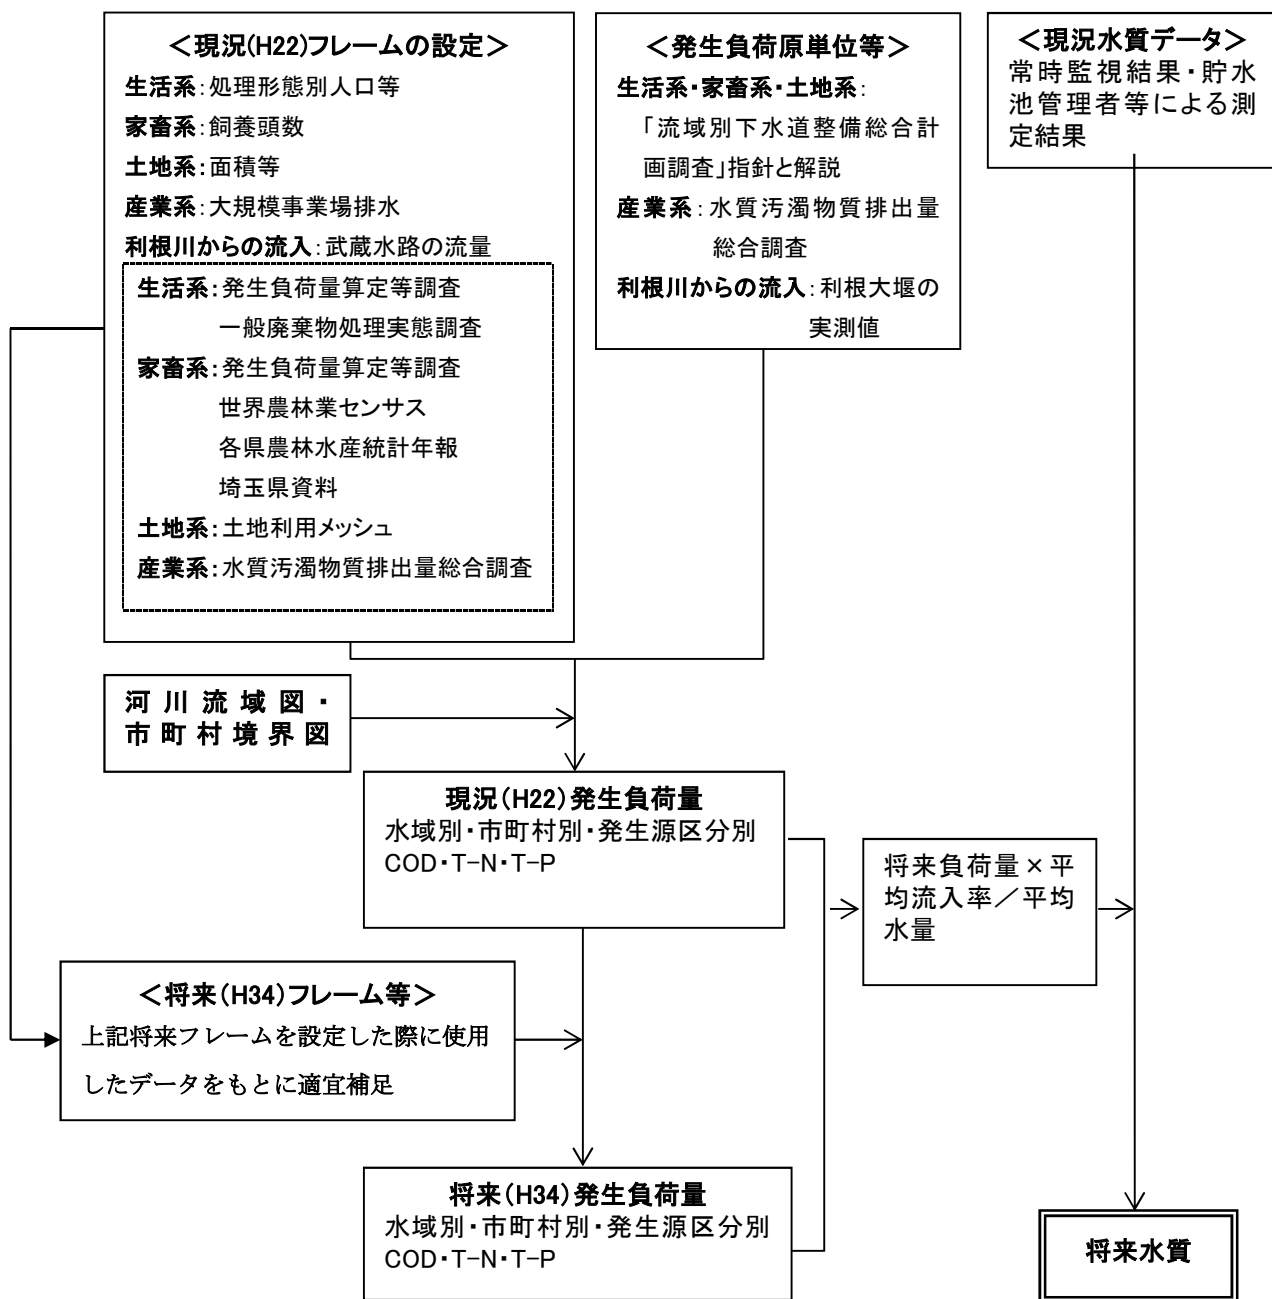 ＜現況(H22)フレームの設定＞
生活系：処理形態別人口等
家畜系：飼養頭数
土地系：面積等
産業系：大規模事業場排水
利根川からの流入：武蔵水路の流量
生活系：発生負荷量算定等調査
一般廃棄物処理実態調査
家畜系：発生負荷量算定等調査
世界農林業センサス
各県農林水産統計年報
埼玉県資料
土地系：土地利用メッシュ
産業系：水質汚濁物質排出量総合調査
＜発生負荷原単位等＞
生活系・家畜系・土地系：
「流域別下水道整備総合計
画調査」指針と解説
産業系：水質汚濁物質排出量
総合調査
利根川からの流入：利根大堰の
実測値
＜現況水質データ＞
常時監視結果・貯水
池管理者等による測
定結果
河川流域図・
市町村境界図
現況（H22）発生負荷量
水域別・市町村別・発生源区分別
COD・T-N・T-P
将来負荷量×平
均流入率／平均
水量
＜将来（H34）フレーム等＞
上記将来フレームを設定した際に使用
したデータをもとに適宜補足
将来（H34）発生負荷量
水域別・市町村別・発生源区分別
COD・T-N・T-P
将来水質